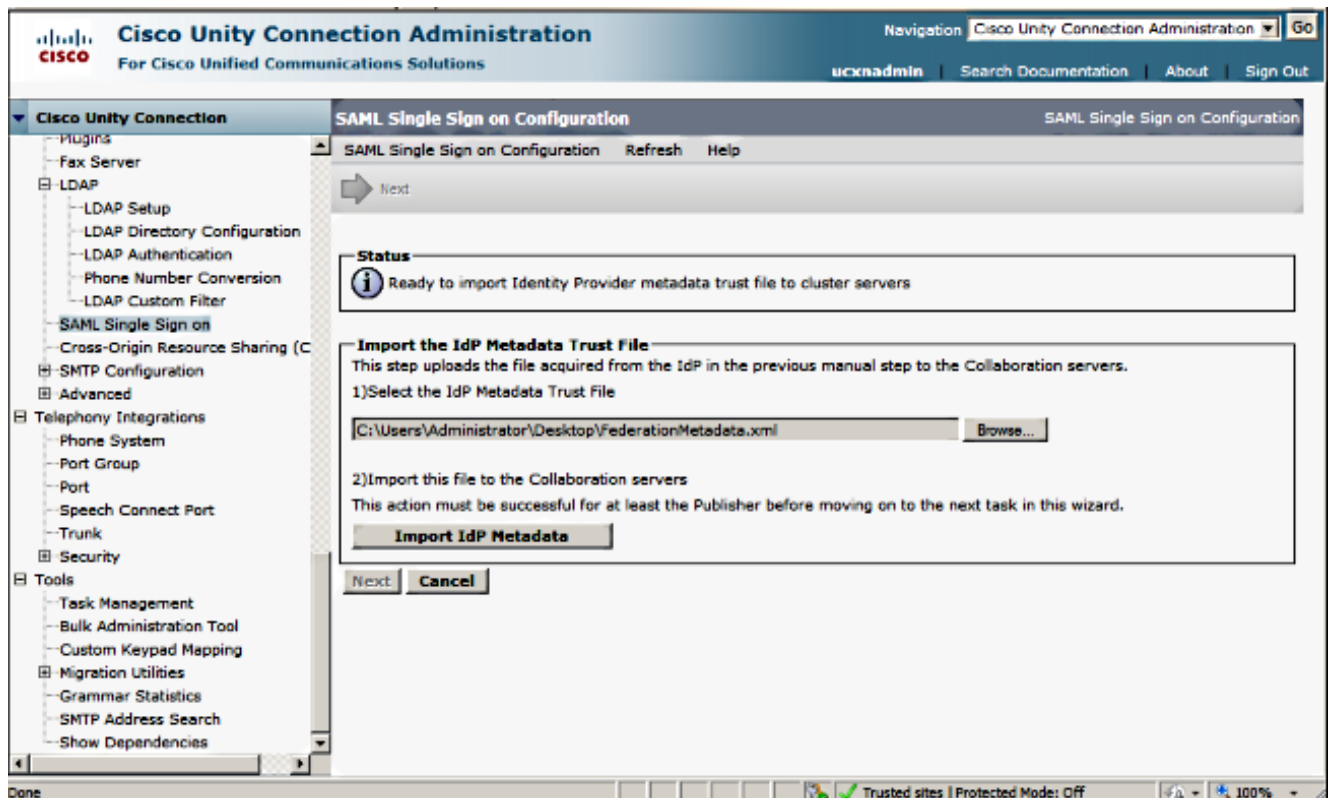 Cisco Unity Connection Administration
Navigation Cisco Unity Connection Administration Go
CISCO
For Cisco Unified Communications Solutions
ucxnadmin | Search Documentation | About | Sign Out
Cisco Unity Connection
Plugins
Fax Server
LDAP
LDAP Setup
LDAP Directory Configuration
LDAP Authentication
Phone Number Conversion
LDAP Custom Filter
SAML Single Sign on
Cross-Origin Resource Sharing (C
SMTP Configuration
Advanced
Telephony Integrations
Phone System
Port Group
Port
Speech Connect Port
Trunk
Security
Tools
Task Management
Bulk Administration Tool
Custom Keypad Mapping
Migration Utilities
Grammar Statistics
SMTP Address Search
Show Dependencies
SAML Single Sign on Configuration
SAML Single Sign on Configuration
SAML Single Sign on Configuration Refresh Help
Next
Status
Ready to import Identity Provider metadata trust file to cluster servers
Import the IdP Metadata Trust File
This step uploads the file acquired from the IdP in the previous manual step to the Collaboration servers.
1)Select the IdP Metadata Trust File
C:\Users\Administrator\Desktop\FederationMetadata.xml Browse...
2)Import this file to the Collaboration servers
This action must be successful for at least the Publisher before moving on to the next task in this wizard.
Import IdP Metadata
Next Cancel
Done
Trusted sites | Protected Mode: Off
100%